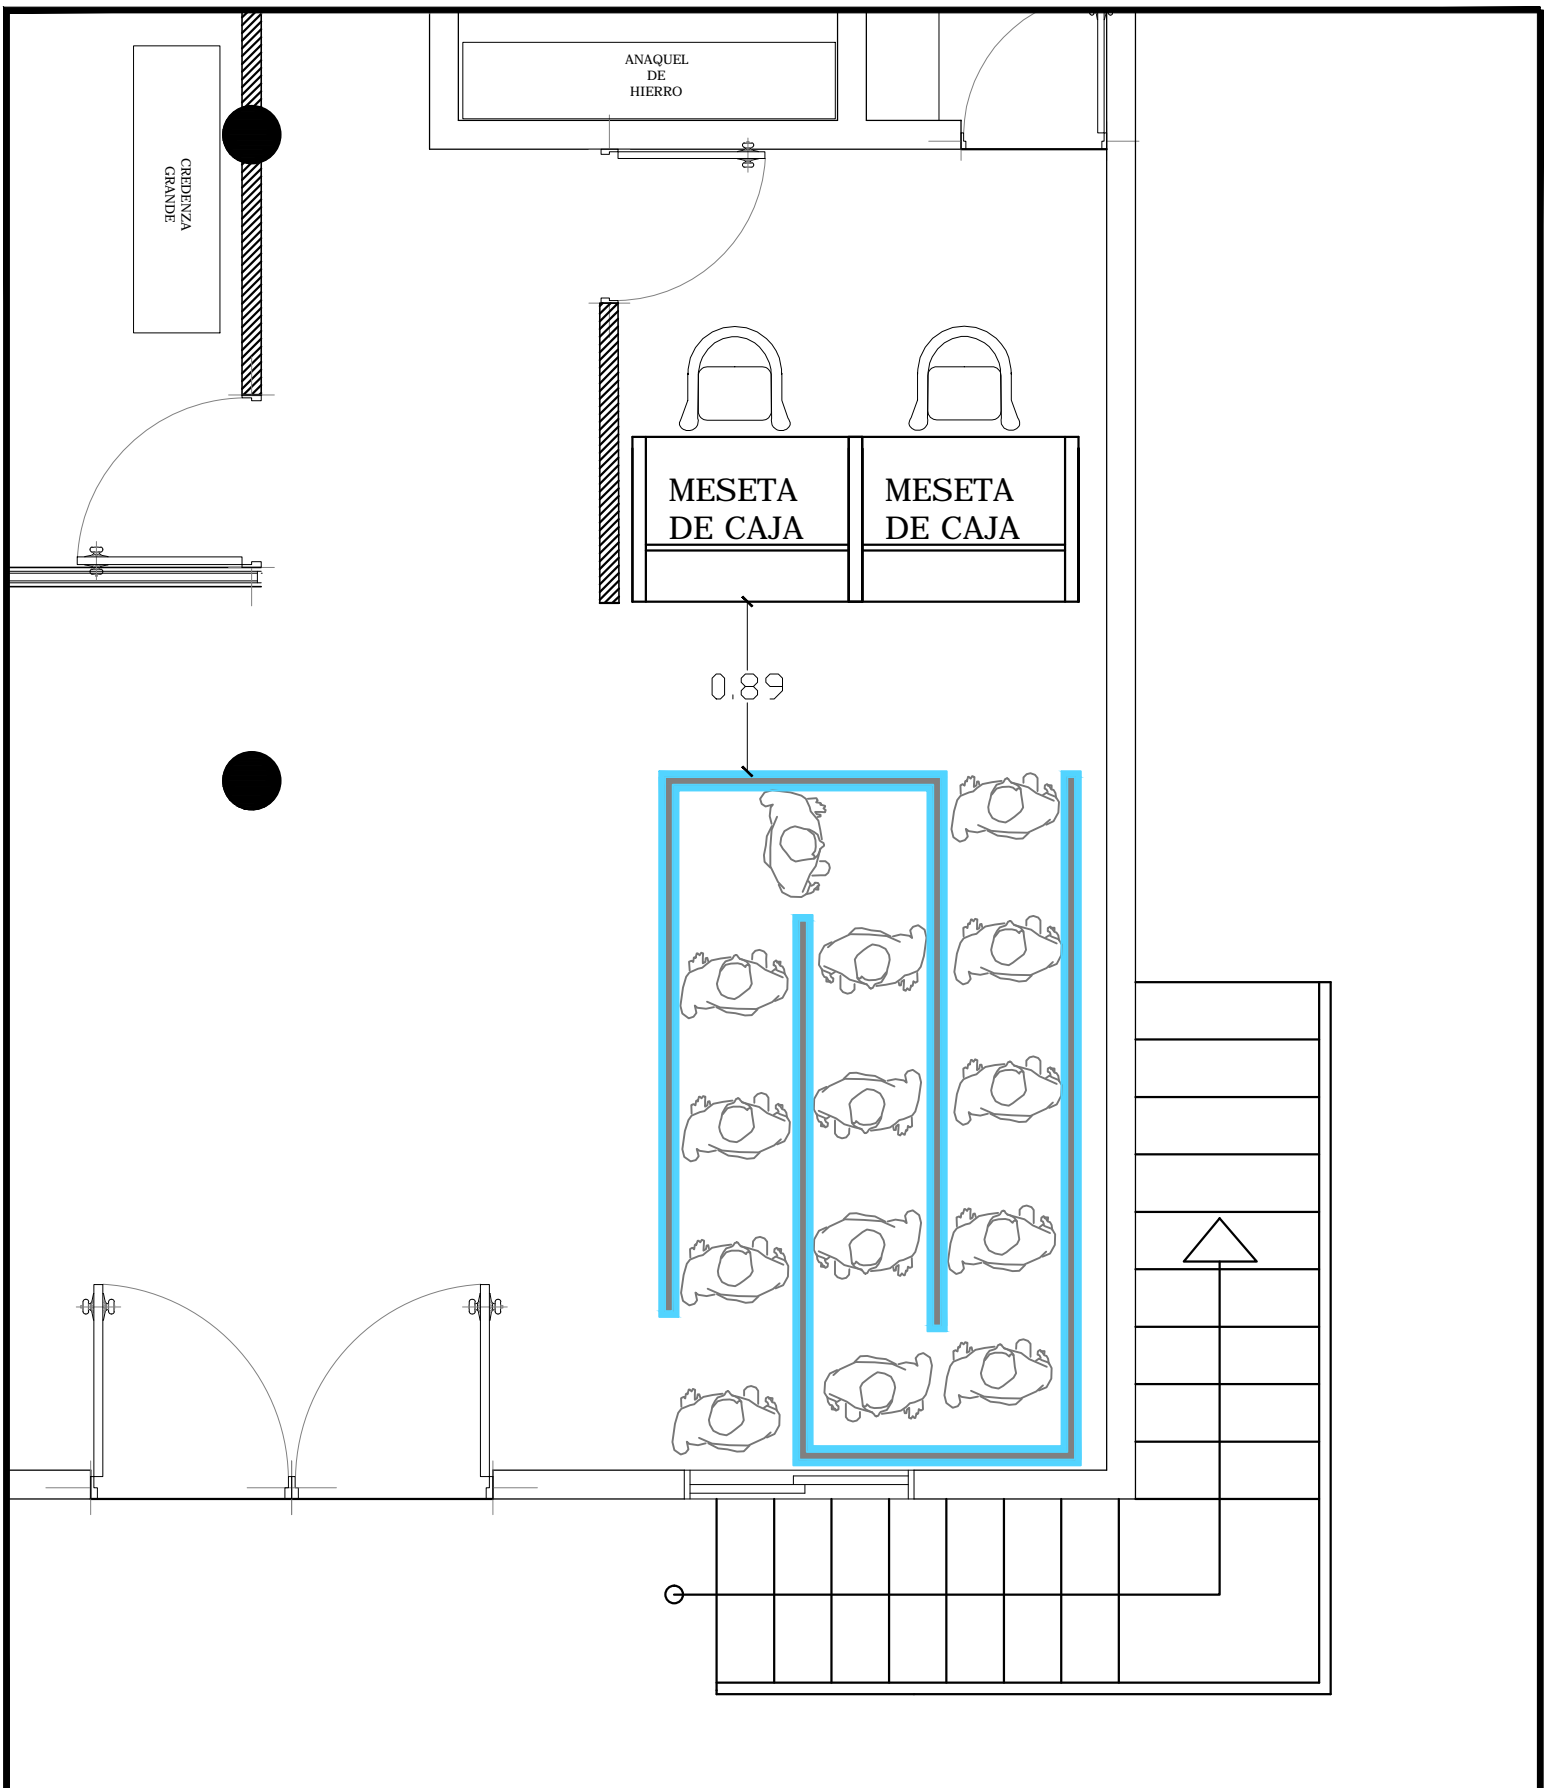 ANAQUEL
DE
HIERRO
CREDENZA
GRANDE
MESETA
DE CAJA
MESETA
DE CAJA
0.89